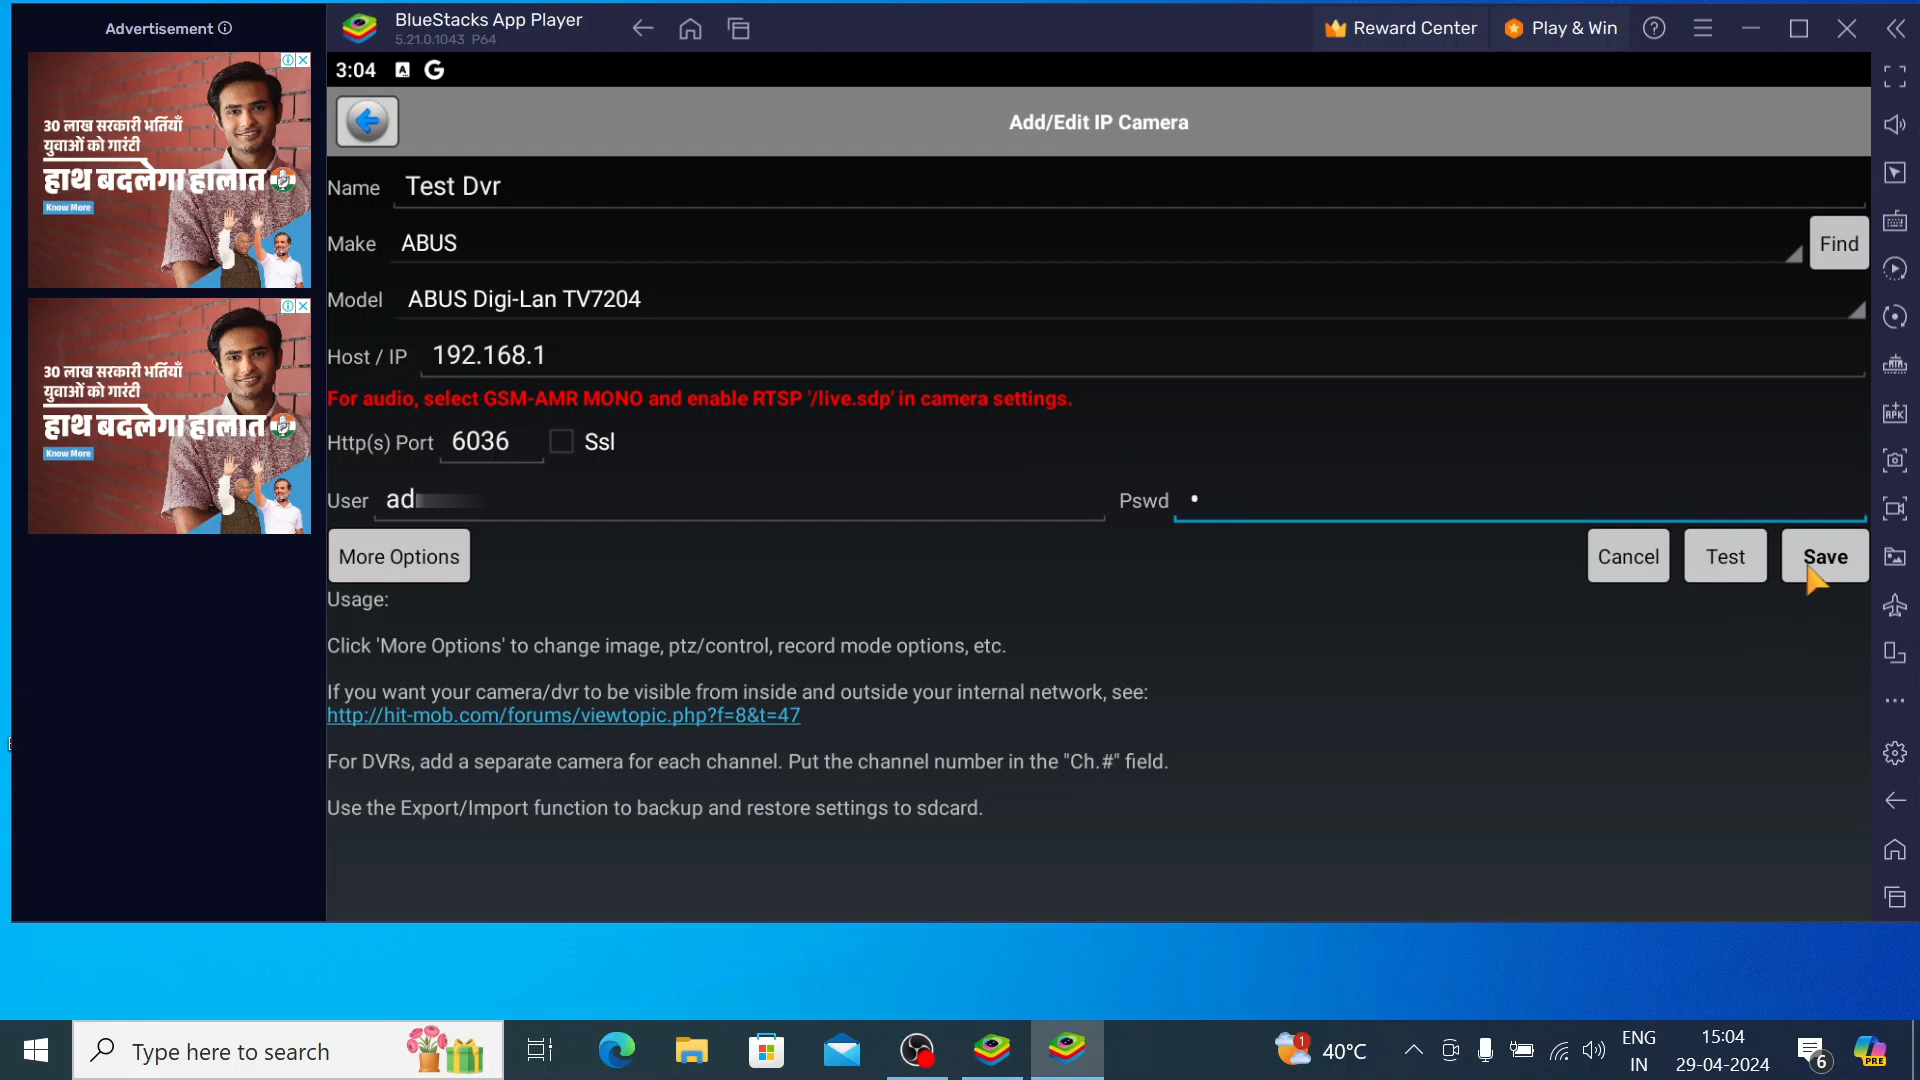 Advertisement
30 लाख सरकारी भर्तियाँ
युवाओं को गारंटी
हाथ बदलेगा हालात
Know More
30 लाख सरकारी भर्तियाँ
युवाओं को गारंटी
हाथ बदलेगा हालात
Know More
BlueStacks App Player
5.21.0.1043 P64
Reward Center
Play & Win
3:04
Add/Edit IP Camera
Name Test Dvr
Make ABUS
Find
Model ABUS Digi-Lan TV7204
Host / IP 192.168.1
For audio, select GSM-AMR MONO and enable RTSP '/live.sdp' in camera settings.
Http(s) Port 6036 Ssl
User ad
Pswd •
More Options
Cancel Test Save
Usage:
Click 'More Options' to change image, ptz/control, record mode options, etc.
If you want your camera/dvr to be visible from inside and outside your internal network, see:
http://hit-mob.com/forums/viewtopic.php?f=8&t=47
For DVRs, add a separate camera for each channel. Put the channel number in the "Ch.#" field.
Use the Export/Import function to backup and restore settings to sdcard.
Type here to search
1
40°C
ENG
IN
15:04
29-04-2024
6
PRE